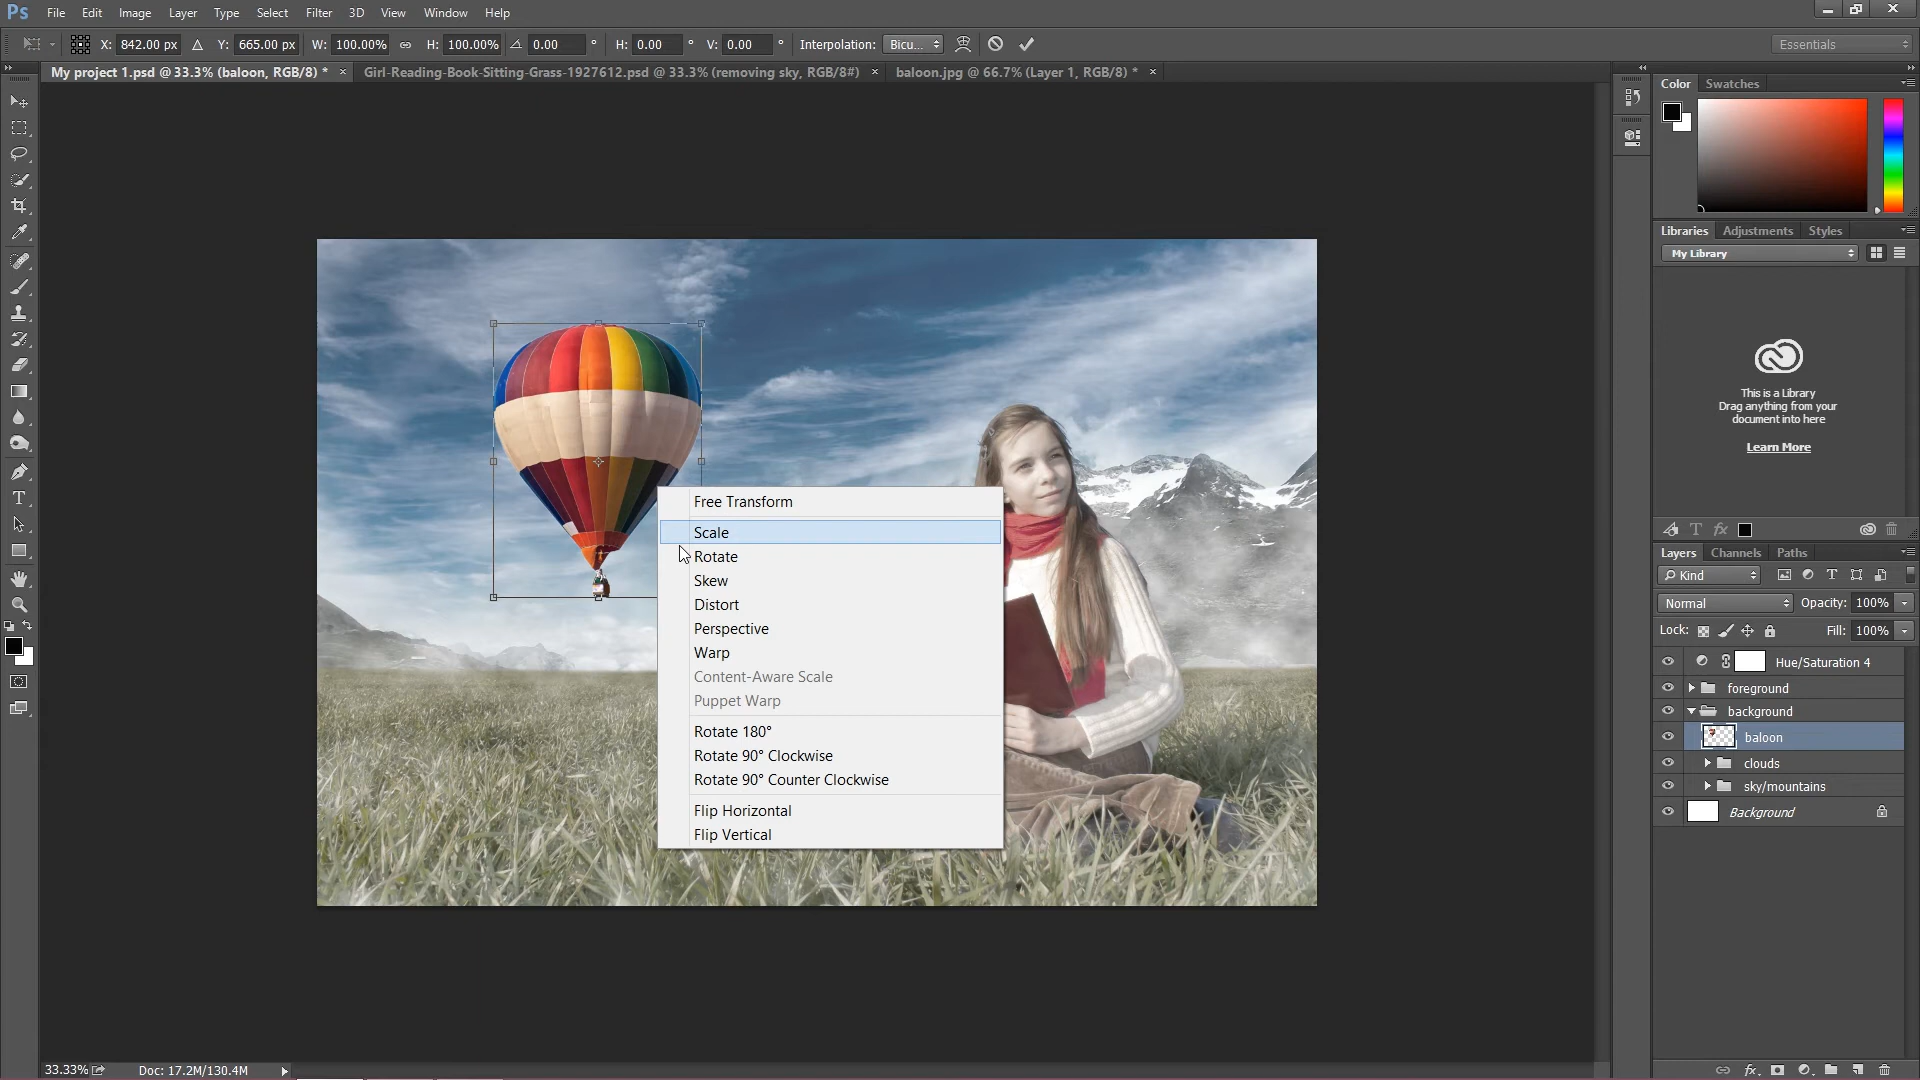 Ps File Edit Image Layer Type Select Filter 3D View Window Help
X: 842.00 px Y: 665.00 px W: 100.00% H: 100.00% 0.00 ° H: 0.00 ° V: 0.00 ° Interpolation: Bicu... Essentials
My project 1.psd @ 33.3% (baloon, RGB/8) * × Girl-Reading-Book-Sitting-Grass-1927612.psd @ 33.3% (removing sky, RGB/8#) × baloon.jpg @ 66.7% (Layer 1, RGB/8) * ×
Color Swatches
Libraries Adjustments Styles
My Library
This is a Library
Drag anything from your
document into here
Learn More
Free Transform
Scale
Rotate
Skew
Distort
Perspective
Warp
Content-Aware Scale
Puppet Warp
Rotate 180°
Rotate 90° Clockwise
Rotate 90° Counter Clockwise
Flip Horizontal
Flip Vertical
Layers Channels Paths
Kind
Normal Opacity: 100%
Lock: Fill: 100%
Hue/Saturation 4
foreground
background
baloon
clouds
sky/mountains
Background
33.33% Doc: 17.2M/130.4M